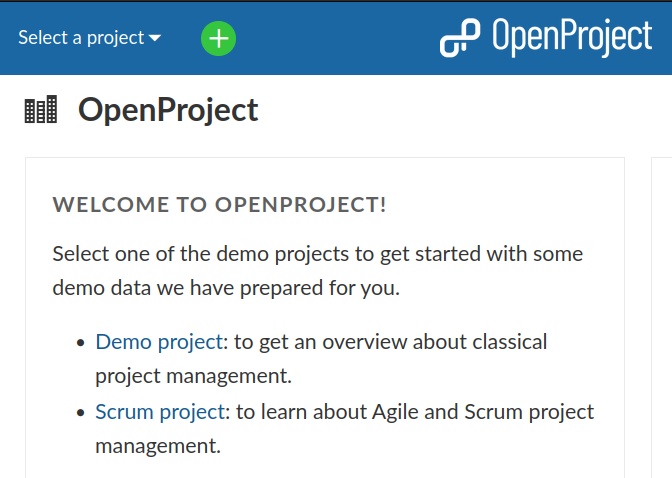 Select a project
OpenProject
OpenProject
WELCOME TO OPENPROJECT!
Select one of the demo projects to get started with some
demo data we have prepared for you.
• Demo project: to get an overview about classical
project management.
• Scrum project: to learn about Agile and Scrum project
management.